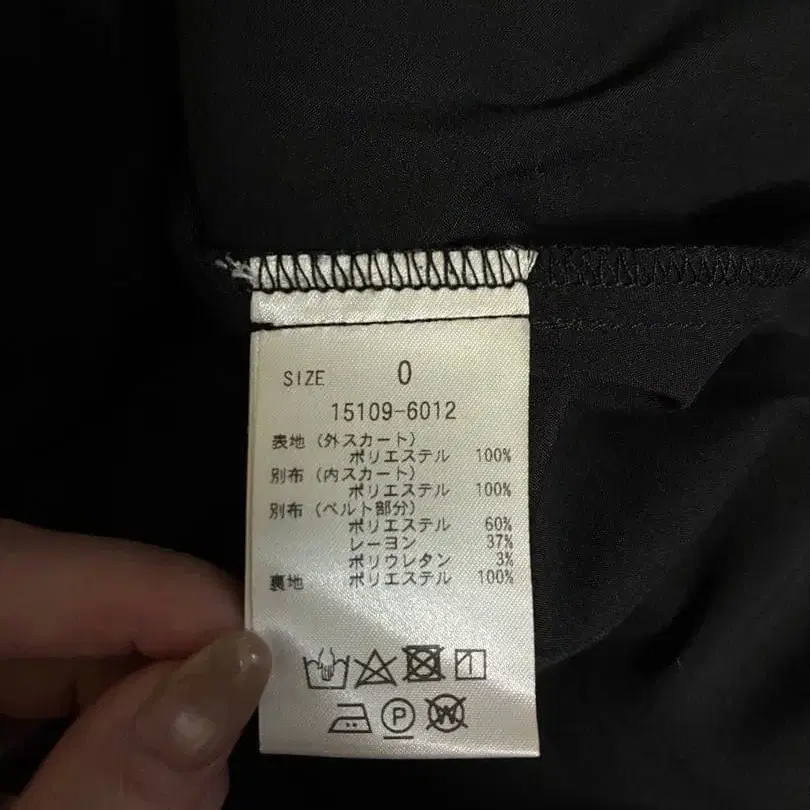 SIZE 0
15109-6012
表地(外スカート)
ポリエステル 100%
別布(内スカート)
ポリエステル 100%
別布(ベルト部分)
ポリエステル 60%
レーヨン 37%
ポリウレタン 3%
裏地 ポリエステル 100%
P W